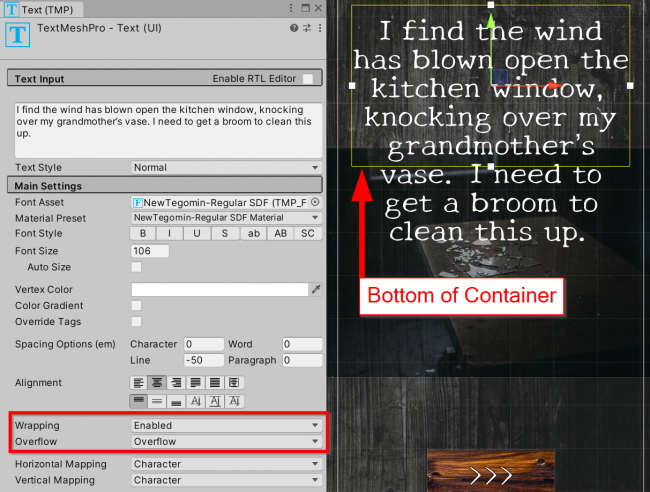 Text (TMP)
TextMeshPro - Text (UI)
Text Input Enable RTL Editor
I find the wind has blown open the kitchen window, knocking
over my grandmother's vase. I need to get a broom to clean this
up.
Text Style Normal
Main Settings
Font Asset NewTegomin-Regular SDF (TMP_F
Material Preset NewTegomin-Regular SDF Material
Font Style B I U S ab AB SC
Font Size 106
Auto Size
Vertex Color
Color Gradient
Override Tags
Spacing Options (em) Character 0 Word 0
Line -50 Paragraph 0
Alignment
Wrapping Enabled
Overflow Overflow
Horizontal Mapping Character
Vertical Mapping Character
I find the wind
has blown open the
kitchen window,
knocking over my
grandmother's
vase. I need to
get a broom to
clean this up.
Bottom of Container
>>>